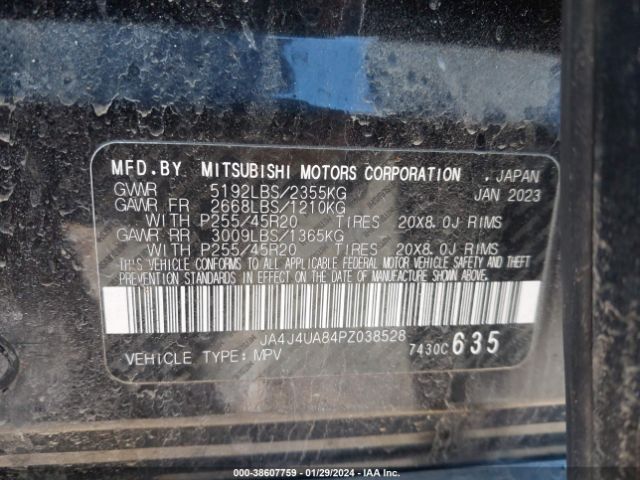 MFD.BY MITSUBISHI MOTORS CORPORATION , JAPAN
GVWR 5192LBS/2355KG JAN 2023
GAWR FR 2668LBS/1210KG
WITH P255/45R20 TIRES 20X8.0J RIMS
GAWR RR 3009LBS/1365KG
WITH P255/45R20 TIRES 20X8.0J RIMS
THIS VEHICLE CONFORMS TO ALL APPLICABLE FEDERAL MOTOR VEHICLE SAFETY AND THEFT
PREVENTION STANDARDS IN EFFECT ON THE DATE OF MANUFACTURE SHOWN ABOVE.
JA4J4UA84PZ038528
VEHICLE TYPE: MPV 7430C 635
000-38607759 - 01/29/2024 - IAA Inc.